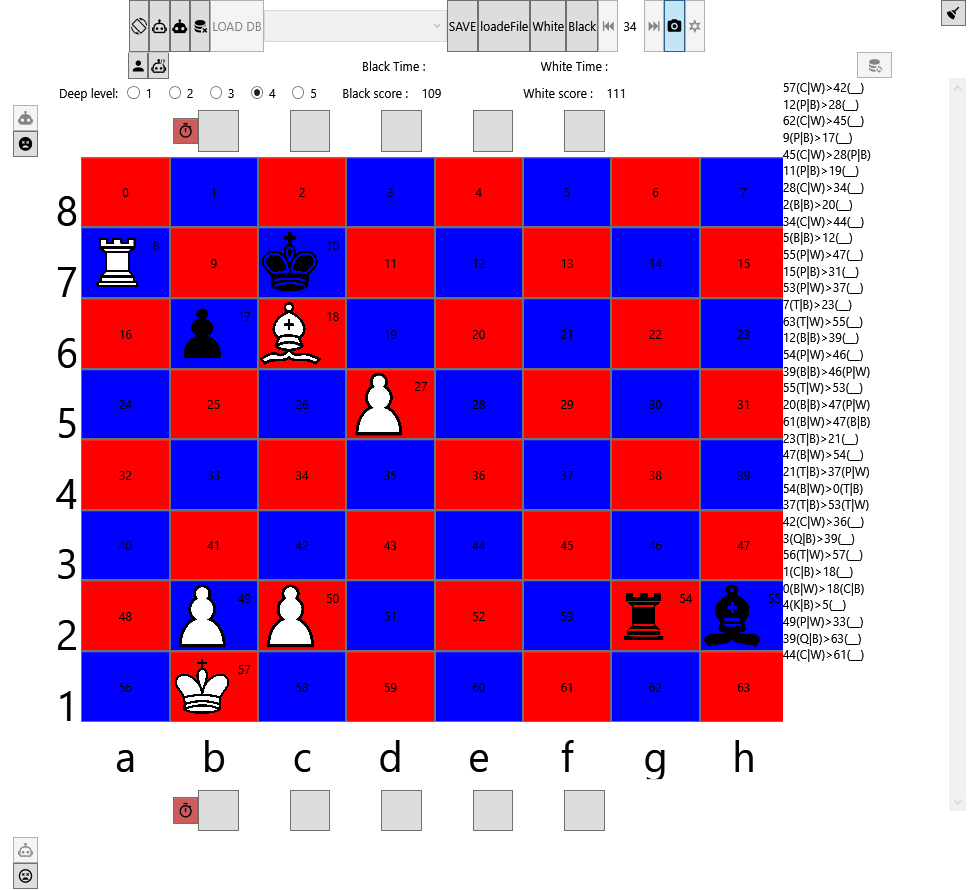 LOAD DB SAVE loadeFile White Black 34
Black Time : White Time :
Deep level: 1 2 3 4 5 Black score : 109 White score : 111
8 0 1 2 3 4 5 6 7
7 8 9 10 11 12 13 14 15
6 16 17 18 19 20 21 22 23
5 24 25 26 27 28 29 30 31
4 32 33 34 35 36 37 38 39
3 40 41 42 43 44 45 46 47
2 48 49 50 51 52 53 54 55
1 56 57 58 59 60 61 62 63
a b c d e f g h
57(C|W)>42(__)
12(P|B)>28(__)
62(C|W)>45(__)
9(P|B)>17(__)
45(C|W)>28(P|B)
11(P|B)>19(__)
28(C|W)>34(__)
2(B|B)>20(__)
34(C|W)>44(__)
5(B|B)>12(__)
55(P|W)>47(__)
15(P|B)>31(__)
53(P|W)>37(__)
7(T|B)>23(__)
63(T|W)>55(__)
12(B|B)>39(__)
54(P|W)>46(__)
39(B|B)>46(P|W)
55(T|W)>53(__)
20(B|B)>47(P|W)
61(B|W)>47(B|B)
23(T|B)>21(__)
47(B|W)>54(__)
21(T|B)>37(P|W)
54(B|W)>0(T|B)
37(T|B)>53(T|W)
42(C|W)>36(__)
3(Q|B)>39(__)
56(T|W)>57(__)
1(C|B)>18(__)
0(B|W)>18(C|B)
4(K|B)>5(__)
49(P|W)>33(__)
39(Q|B)>63(__)
44(C|W)>61(__)